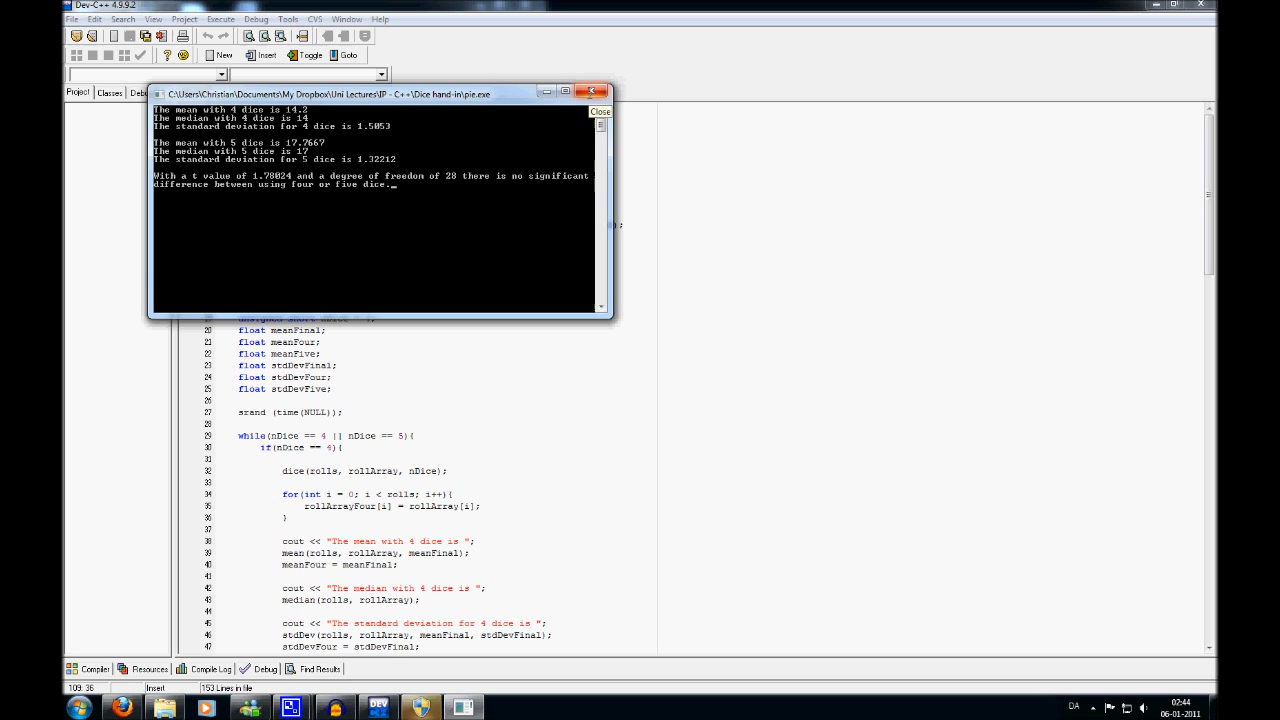 Dev-C++ 4.9.9.2
File Edit Search View Project Execute Debug Tools CVS Window Help
New Insert Toggle Goto
Project Classes
C:\Users\Christian\Documents\My Dropbox\Uni Lectures\IP - C++\Dice hand-in\pie.exe
Close
The mean with 4 dice is 14.2
The median with 4 dice is 14
The standard deviation for 4 dice is 1.5053
The mean with 5 dice is 17.7667
The median with 5 dice is 17
The standard deviation for 5 dice is 1.32212
With a t value of 1.78024 and a degree of freedom of 28 there is no significant
difference between using four or five dice._
);
20 float meanFinal;
21 float meanFour;
22 float meanFive;
23 float stdDevFinal;
24 float stdDevFour;
25 float stdDevFive;
26
27 srand (time(NULL));
28
29 while(nDice == 4 || nDice == 5){
30 if(nDice == 4){
31
32 dice(rolls, rollArray, nDice);
33
34 for(int i = 0; i < rolls; i++){
35 rollArrayFour[i] = rollArray[i];
36 }
37
38 cout << "The mean with 4 dice is ";
39 mean(rolls, rollArray, meanFinal);
40 meanFour = meanFinal;
41
42 cout << "The median with 4 dice is ";
43 median(rolls, rollArray);
44
45 cout << "The standard deviation for 4 dice is ";
46 stdDev(rolls, rollArray, meanFinal, stdDevFinal);
47 stdDevFour = stdDevFinal;
Compiler Resources Compile Log Debug Find Results
109: 36 Insert 153 Lines in file
DEV
DA 02:44
06-01-2011